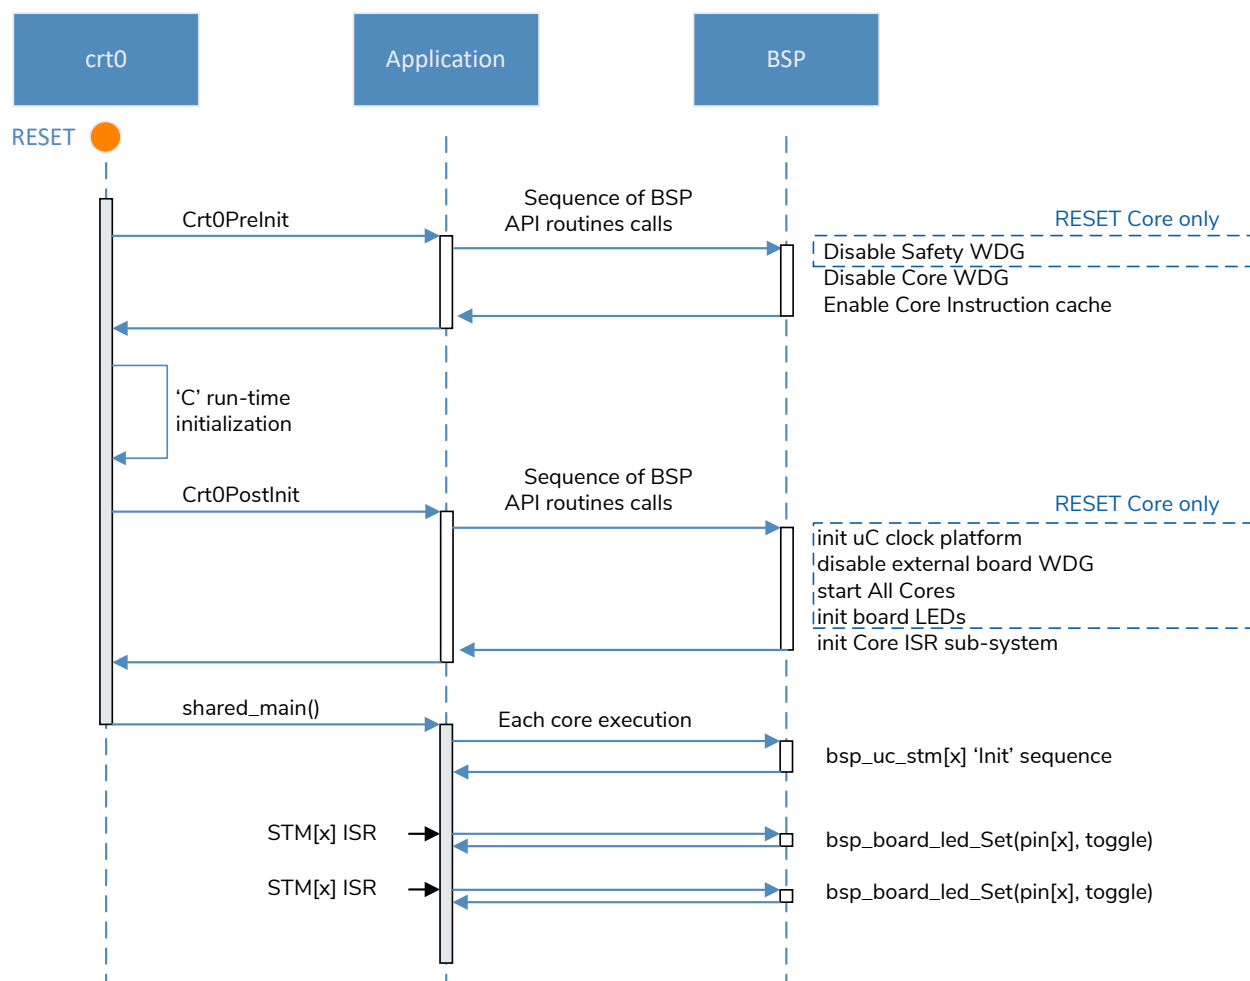 crt0
Application
BSP
RESET
Crt0PreInit
Sequence of BSP
API routines calls
RESET Core only
Disable Safety WDG
Disable Core WDG
Enable Core Instruction cache
‘C’ run-time
initialization
Crt0PostInit
Sequence of BSP
API routines calls
RESET Core only
init uC clock platform
disable external board WDG
start All Cores
init board LEDs
init Core ISR sub-system
shared_main()
Each core execution
bsp_uc_stm[x] ‘Init’ sequence
STM[x] ISR
bsp_board_led_Set(pin[x], toggle)
STM[x] ISR
bsp_board_led_Set(pin[x], toggle)